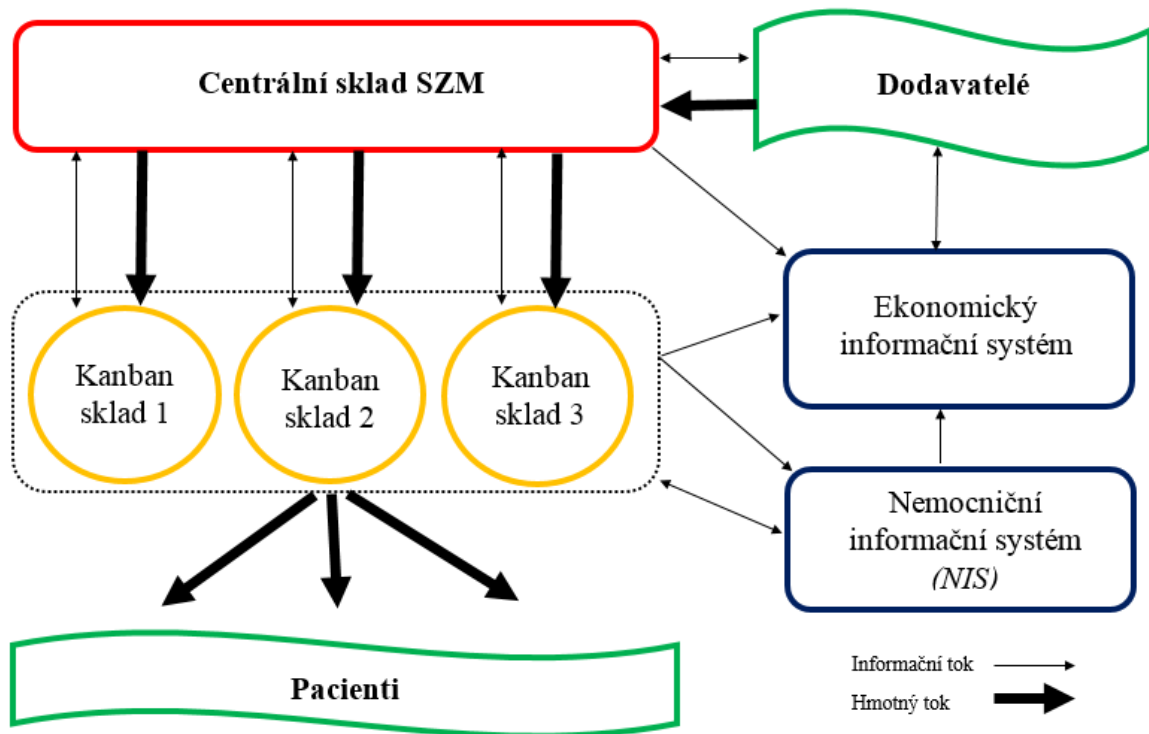 Centrální sklad SZM
Dodavatelé
Kanban
sklad 1
Kanban
sklad 2
Kanban
sklad 3
Ekonomický
informační systém
Nemocniční
informační systém
(NIS)
Pacienti
Informační tok
Hmotný tok